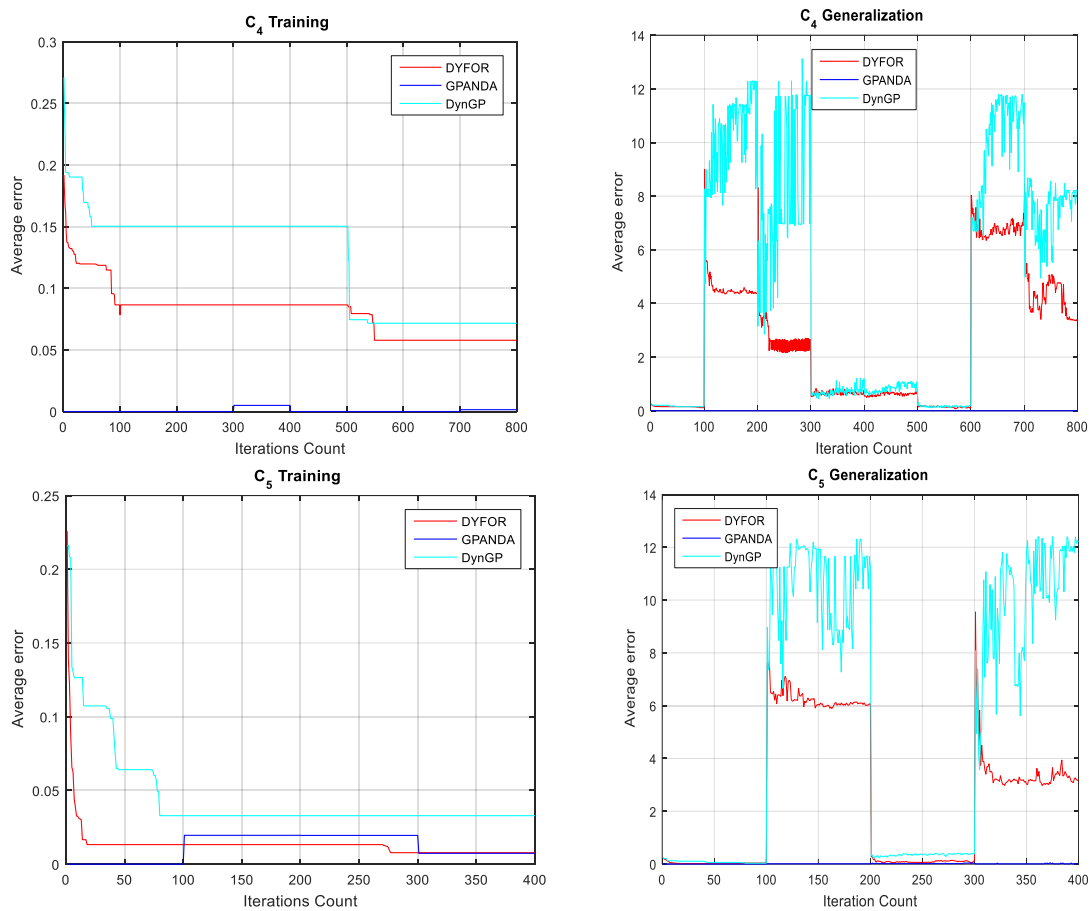 C4 Training
0.3
0.25
0.2
0.15
0.1
0.05
0
Average error
DYFOR
GPANDA
DynGP
0 100 200 300 400 500 600 700 800
Iterations Count
C4 Generalization
14
12
10
8
6
4
2
0
Average error
DYFOR
GPANDA
DynGP
100 200 300 400 500 600 700 800
Iteration Count
C5 Training
0.25
0.2
0.15
0.1
0.05
0
Average error
DYFOR
GPANDA
DynGP
0 50 100 150 200 250 300 350 400
Iterations Count
C5 Generalization
14
12
10
8
6
4
2
0
Average error
DYFOR
GPANDA
DynGP
0 50 100 150 200 250 300 350 400
Iteration Count